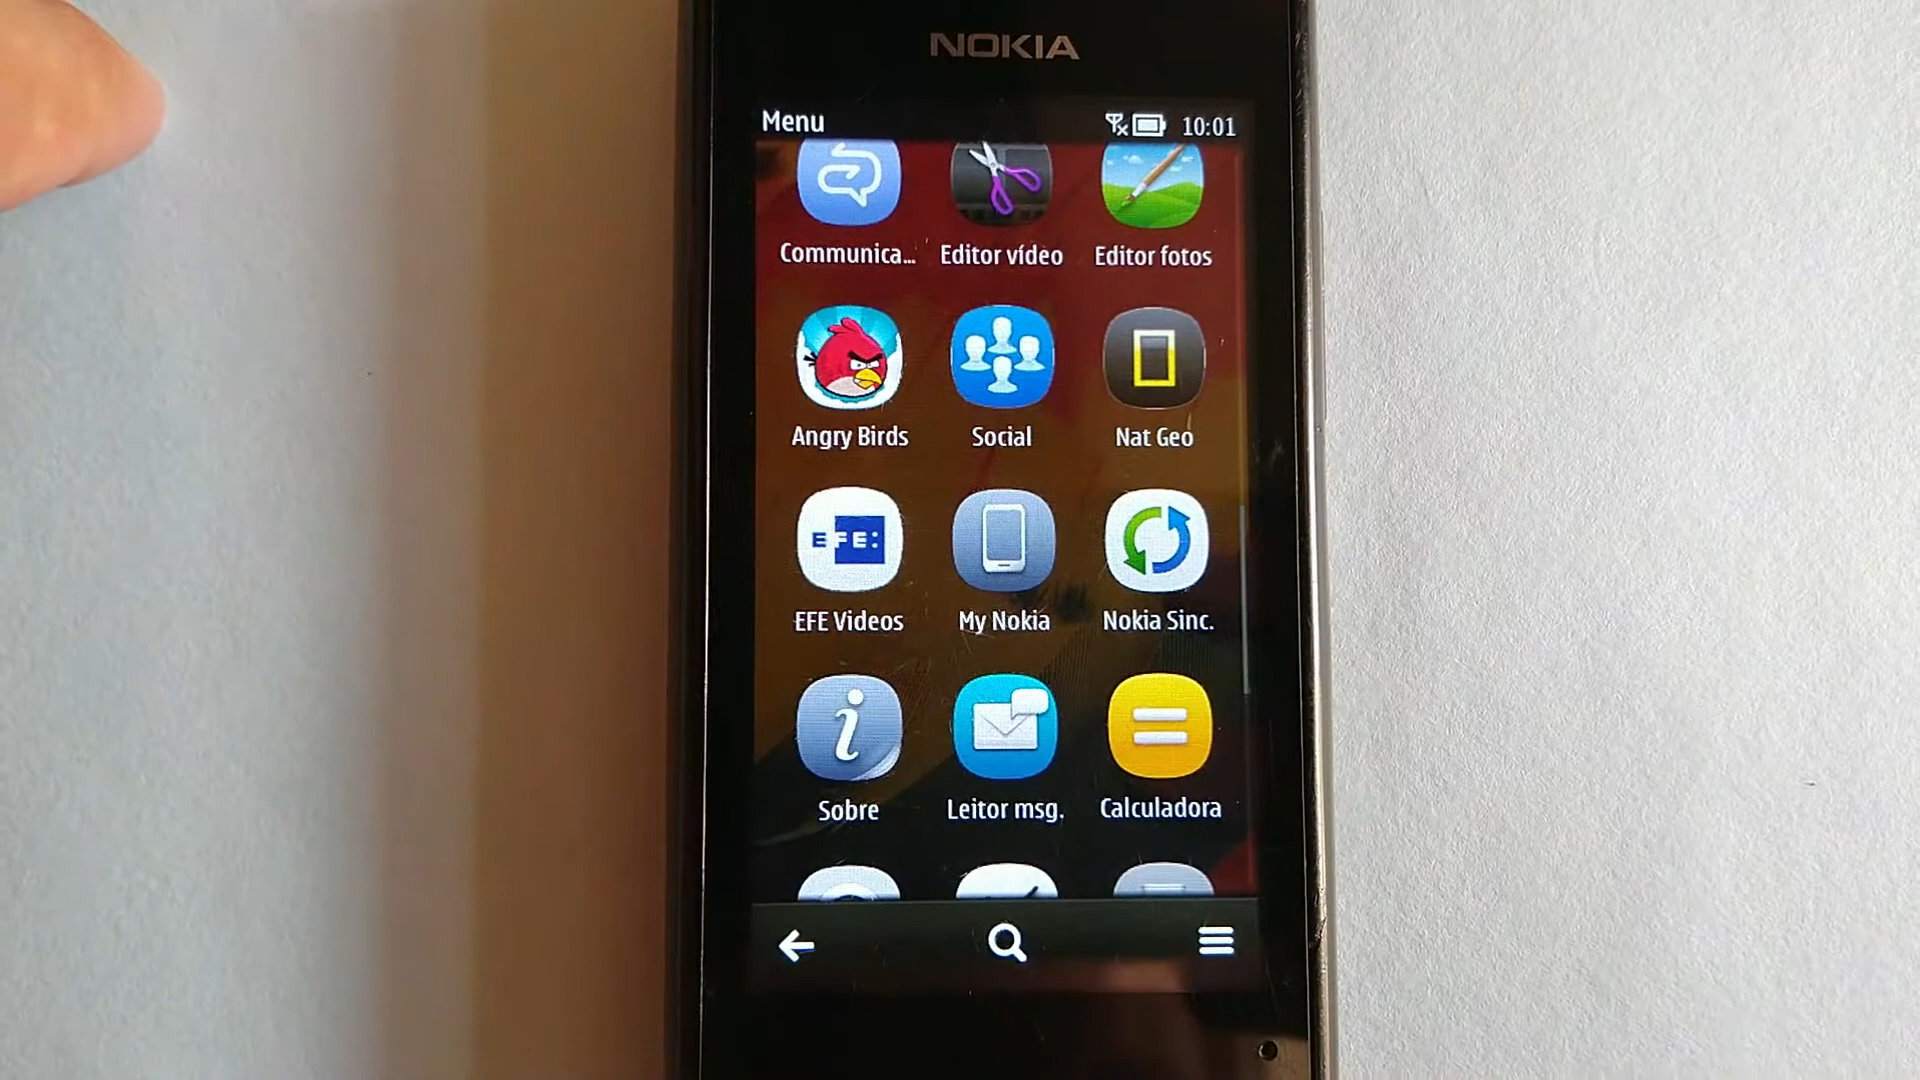 NOKIA
Menu 10:01
Communica... Editor vídeo Editor fotos
Angry Birds Social Nat Geo
EFE:
EFE Videos My Nokia Nokia Sinc.
Sobre Leitor msg. Calculadora